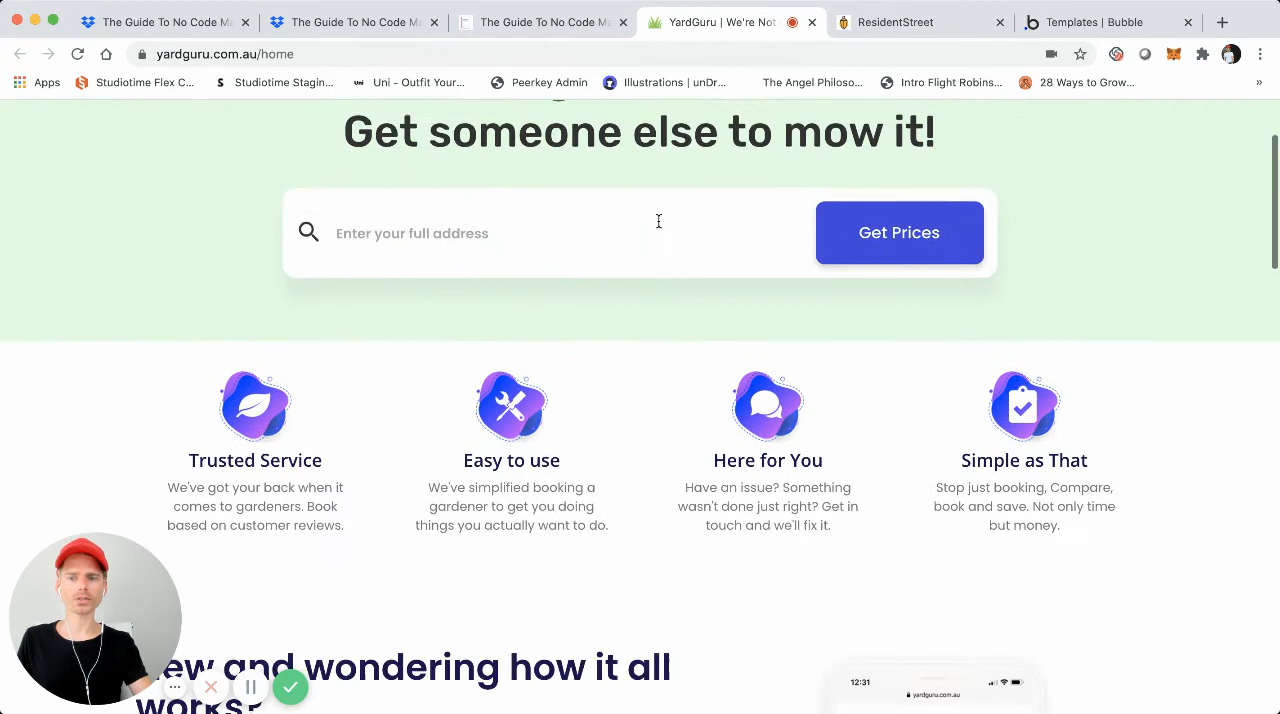 The Guide To No Code Ma
The Guide To No Code Ma
The Guide To No Code Ma
YardGuru | We're Not
ResidentStreet
Templates | Bubble
yardguru.com.au/home
Apps
Studiotime Flex C...
Studiotime Stagin...
Uni - Outfit Your...
Peerkey Admin
Illustrations | unDr...
The Angel Philoso...
Intro Flight Robins...
28 Ways to Grow...
»
Get someone else to mow it!
Enter your full address
Get Prices
Trusted Service
We've got your back when it
comes to gardeners. Book
based on customer reviews.
Easy to use
We've simplified booking a
gardener to get you doing
things you actually want to do.
Here for You
Have an issue? Something
wasn't done just right? Get in
touch and we'll fix it.
Simple as That
Stop just booking, Compare,
book and save. Not only time
but money.
New and wondering how it all
works?
12:31
yardguru.com.au